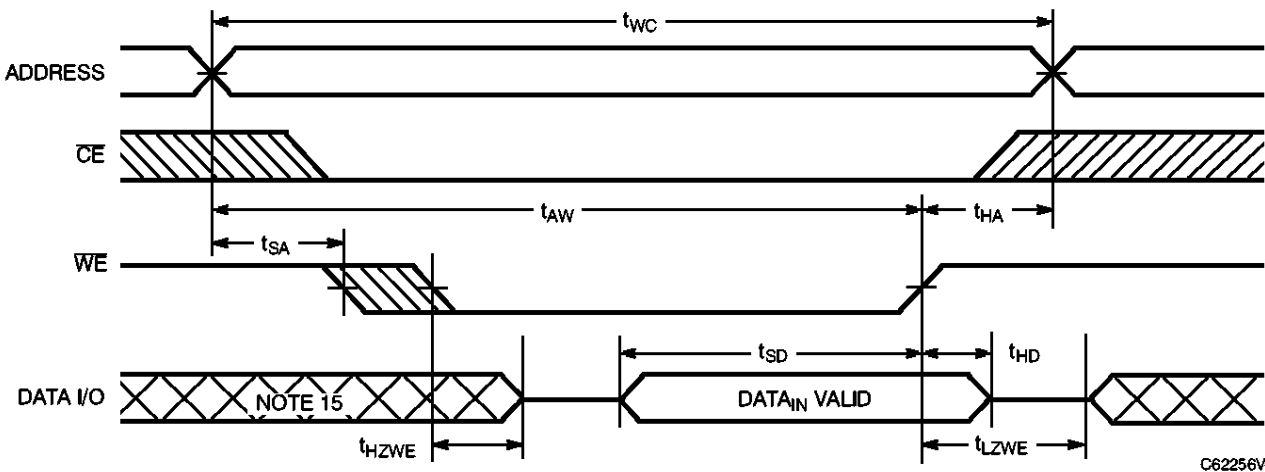 tWC
ADDRESS
CE
tAW
tHA
tSA
WE
tSD
tHD
DATA I/O
NOTE 15
DATAIN VALID
tHZWE
tLZWE
C62256V